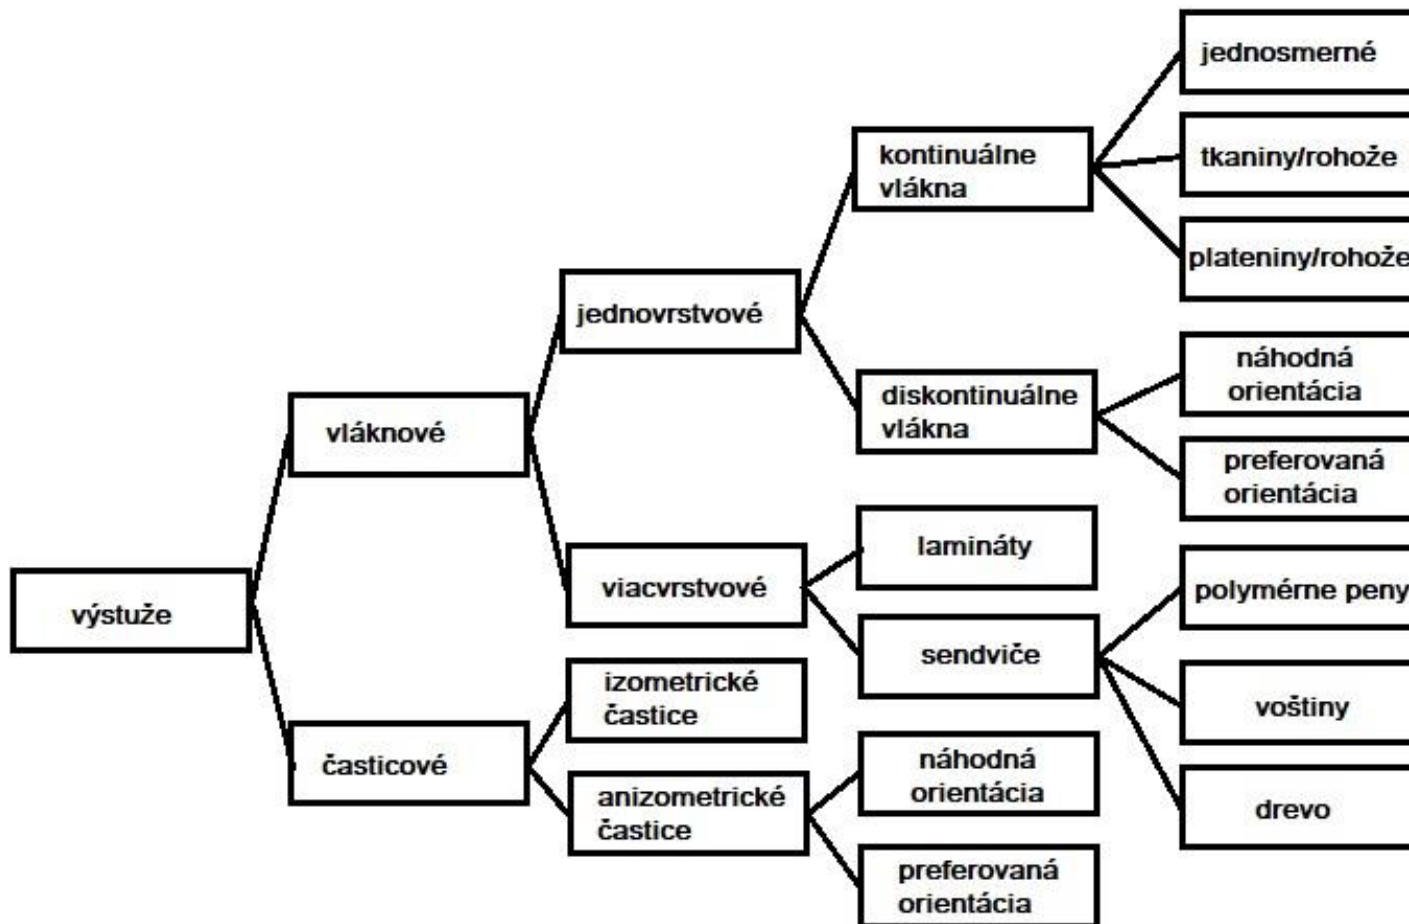 výstuže
vláknové
časticové
jednovrstvové
viacvrstvové
izometrické
častice
anizometrické
častice
kontinuálne
vlákna
diskontinuálne
vlákna
lamináty
sendviče
náhodná
orientácia
preferovaná
orientácia
jednosmerné
tkaniny/rohože
plateniny/rohože
náhodná
orientácia
preferovaná
orientácia
polymérne peny
voštiny
drevo